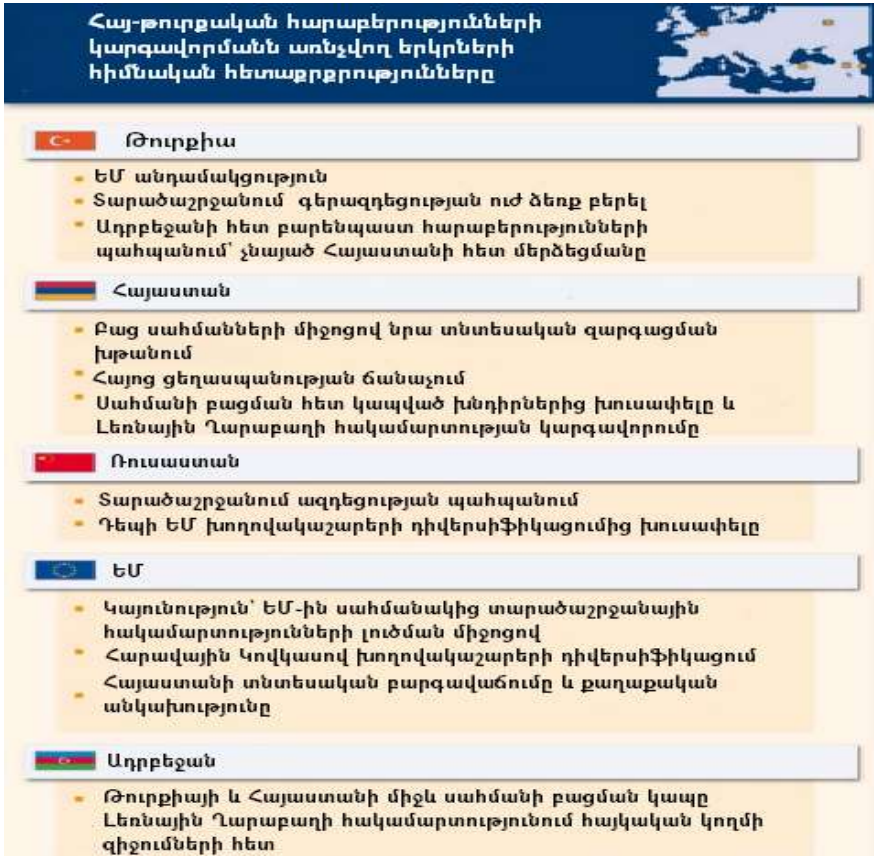 Հայ-թուրքական հարաբերությունների
կարգավորմանն առնչվող երկրների
հիմնական հետաքրքրությունները
Թուրքիա
ԵՄ անդամակցություն
Տարածաշրջանում գերազդեցության ուժ ձեռք բերել
Ադրբեջանի հետ բարենպաստ հարաբերությունների
պահպանում՝ չնայած Հայաստանի հետ մերձեցմանը
Հայաստան
Բաց սահմանների միջոցով նրա տնտեսական զարգացման
խթանում
Հայոց ցեղասպանության ճանաչում
Սահմանի բացման հետ կապված խնդիրներից խուսափելը և
Լեռնային Ղարաբաղի հակամարտության կարգավորումը
Ռուսաստան
Տարածաշրջանում ազդեցության պահպանում
Դեպի ԵՄ խողովակաշարերի դիվերսիֆիկացումից խուսափելը
ԵՄ
Կայունություն՝ ԵՄ-ին սահմանակից տարածաշրջանային
հակամարտությունների լուծման միջոցով
Հարավային Կովկասով խողովակաշարերի դիվերսիֆիկացում
Հայաստանի տնտեսական բարգավաճումը և քաղաքական
անկախությունը
Ադրբեջան
Թուրքիայի և Հայաստանի միջև սահմանի բացման կապը
Լեռնային Ղարաբաղի հակամարտությունում հայկական կողմի
զիջումների հետ